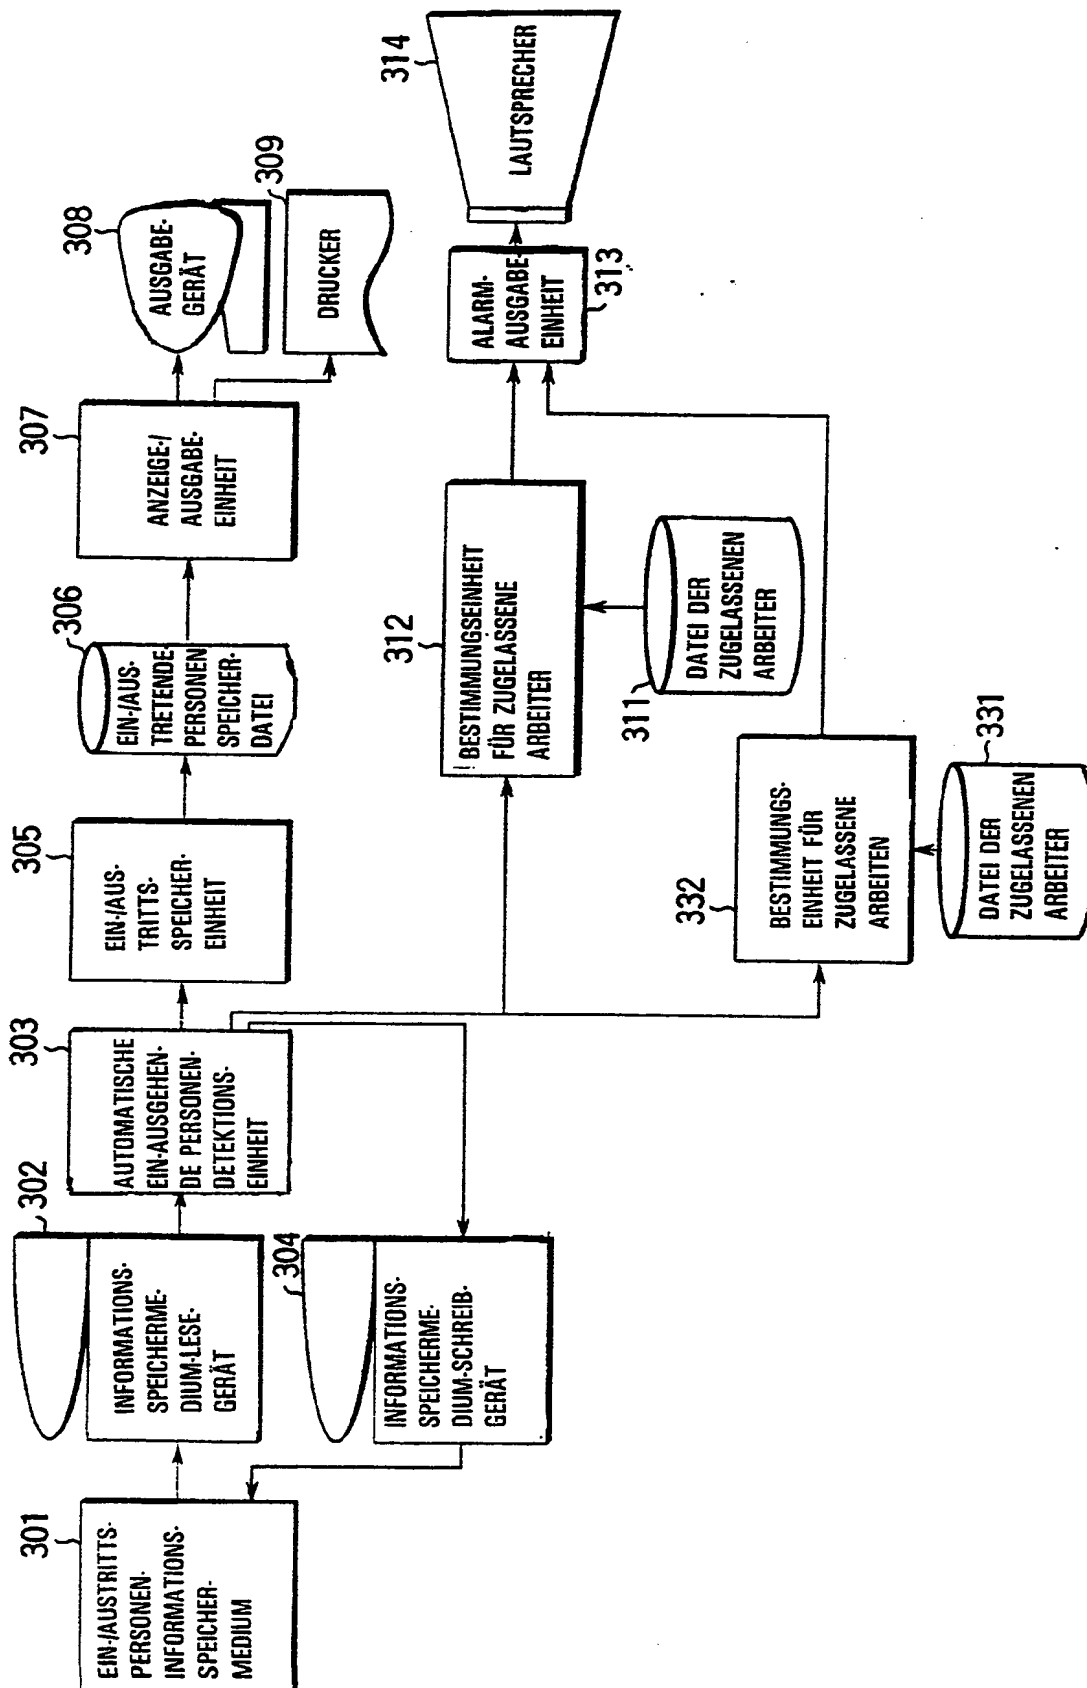 301
EIN-/AUSTRITTS-
PERSONEN-
INFORMATIONS-
SPEICHER-
MEDIUM
302
INFORMATIONS-
SPEICHERME-
DIUM-LESE-
GERÄT
303
AUTOMATISCHE
EIN-AUSGEHEN-
DE PERSONEN-
DETEKTIONS-
EINHEIT
304
INFORMATIONS-
SPEICHERME-
DIUM-SCHREIB-
GERÄT
305
EIN-/AUS-
TRITTS-
SPEICHER-
EINHEIT
306
EIN-/AUS-
TRETENDE-
PERSONEN
SPEICHER-
DATEI
307
ANZEIGE-/
AUSGABE-
EINHEIT
308
AUSGABE-
GERÄT
309
DRUCKER
312
BESTIMMUNGSEINHEIT
FÜR ZUGELASSENE
ARBEITER
311
DATEI DER
ZUGELASSENEN
ARBEITER
332
BESTIMMUNGS-
EINHEIT FÜR
ZUGELASSENE
ARBEITEN
331
DATEI DER
ZUGELASSENEN
ARBEITER
313
ALARM-
AUSGABE-
EINHEIT
314
LAUTSPRECHER